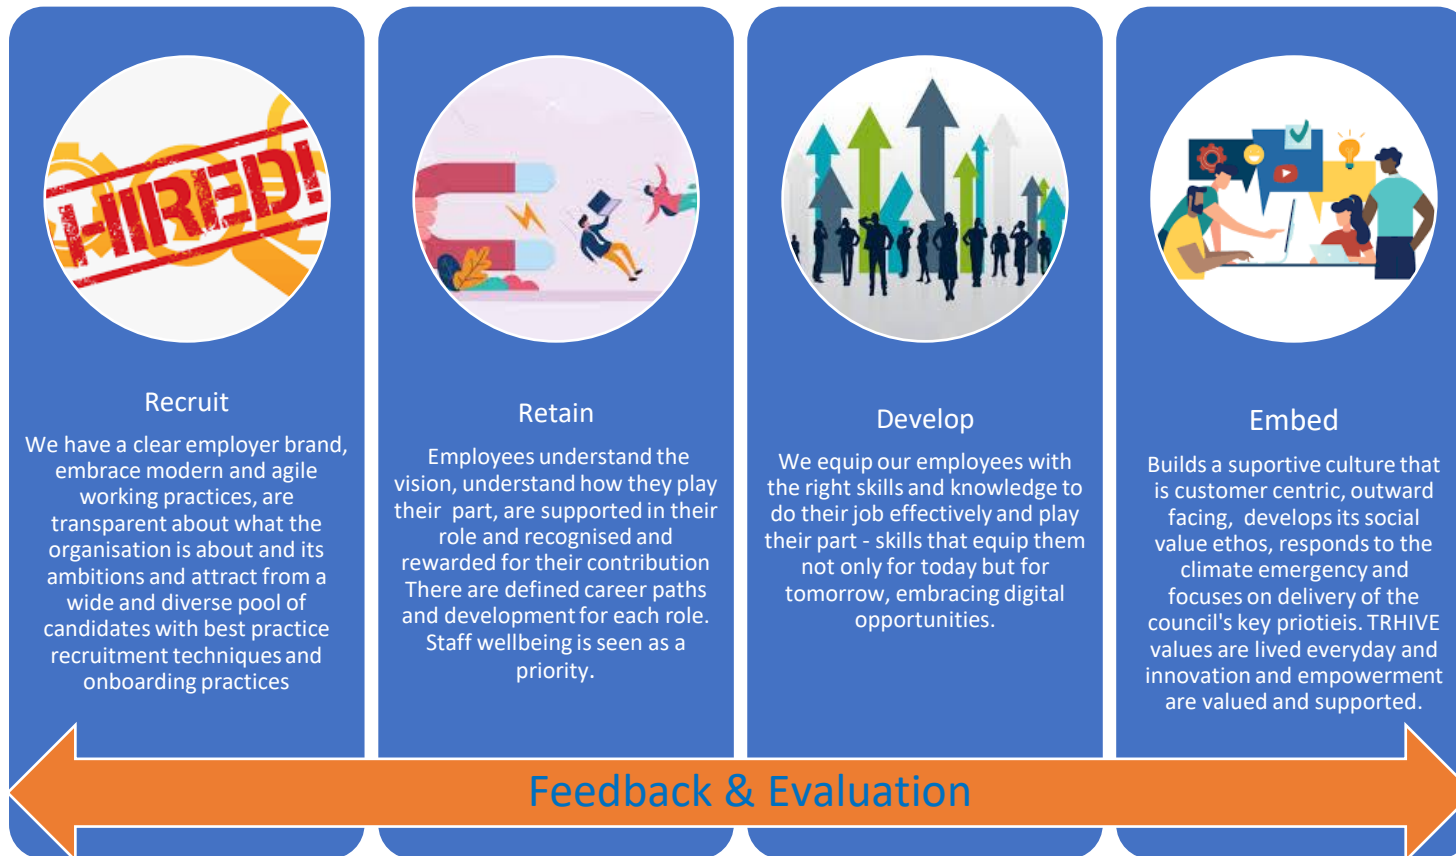 HIRED!
Recruit
We have a clear employer brand,
embrace modern and agile
working practices, are
transparent about what the
organisation is about and its
ambitions and attract from a
wide and diverse pool of
candidates with best practice
recruitment techniques and
onboarding practices
Retain
Employees understand the
vision, understand how they play
their part, are supported in their
role and recognised and
rewarded for their contribution
There are defined career paths
and development for each role.
Staff wellbeing is seen as a
priority.
Develop
We equip our employees with
the right skills and knowledge to
do their job effectively and play
their part - skills that equip them
not only for today but for
tomorrow, embracing digital
opportunities.
Embed
Builds a suportive culture that
is customer centric, outward
facing, develops its social
value ethos, responds to the
climate emergency and
focuses on delivery of the
council's key priotieis. TRHIVE
values are lived everyday and
innovation and empowerment
are valued and supported.
Feedback & Evaluation